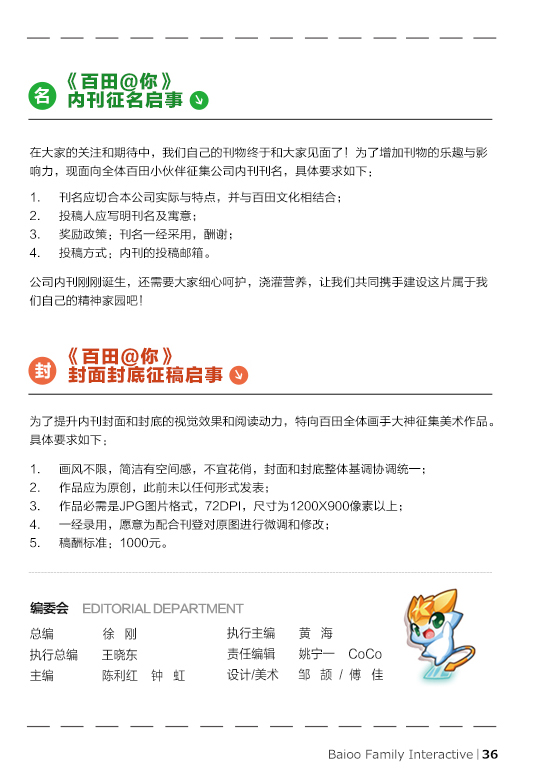 名
《百田@你》
内刊征名启事
在大家的关注和期待中，我们自己的刊物终于和大家见面了！为了增加刊物的乐趣与影
响力，现面向全体百田小伙伴征集公司内刊刊名，具体要求如下：
1. 刊名应切合本公司实际与特点，并与百田文化相结合；
2. 投稿人应写明刊名及寓意；
3. 奖励政策：刊名一经采用，酬谢；
4. 投稿方式：内刊的投稿邮箱。
公司内刊刚刚诞生，还需要大家细心呵护，浇灌营养，让我们共同携手建设这片属于我
们自己的精神家园吧！
封
《百田@你》
封面封底征稿启事
为了提升内刊封面和封底的视觉效果和阅读动力，特向百田全体画手大神征集美术作品。
具体要求如下：
1. 画风不限，简洁有空间感，不宜花俏，封面和封底整体基调协调统一；
2. 作品应为原创，此前未以任何形式发表；
3. 作品必需是JPG图片格式，72DPI，尺寸为1200X900像素以上；
4. 一经录用，愿意为配合刊登对原图进行微调和修改；
5. 稿酬标准：1000元。
编委会 EDITORIAL DEPARTMENT
总编 徐 刚 执行主编 黄 海
执行总编 王晓东 责任编辑 姚宁一 CoCo
主编 陈利红 钟 虹 设计/美术 邹 颉 / 傅 佳
Baioo Family Interactive | 36